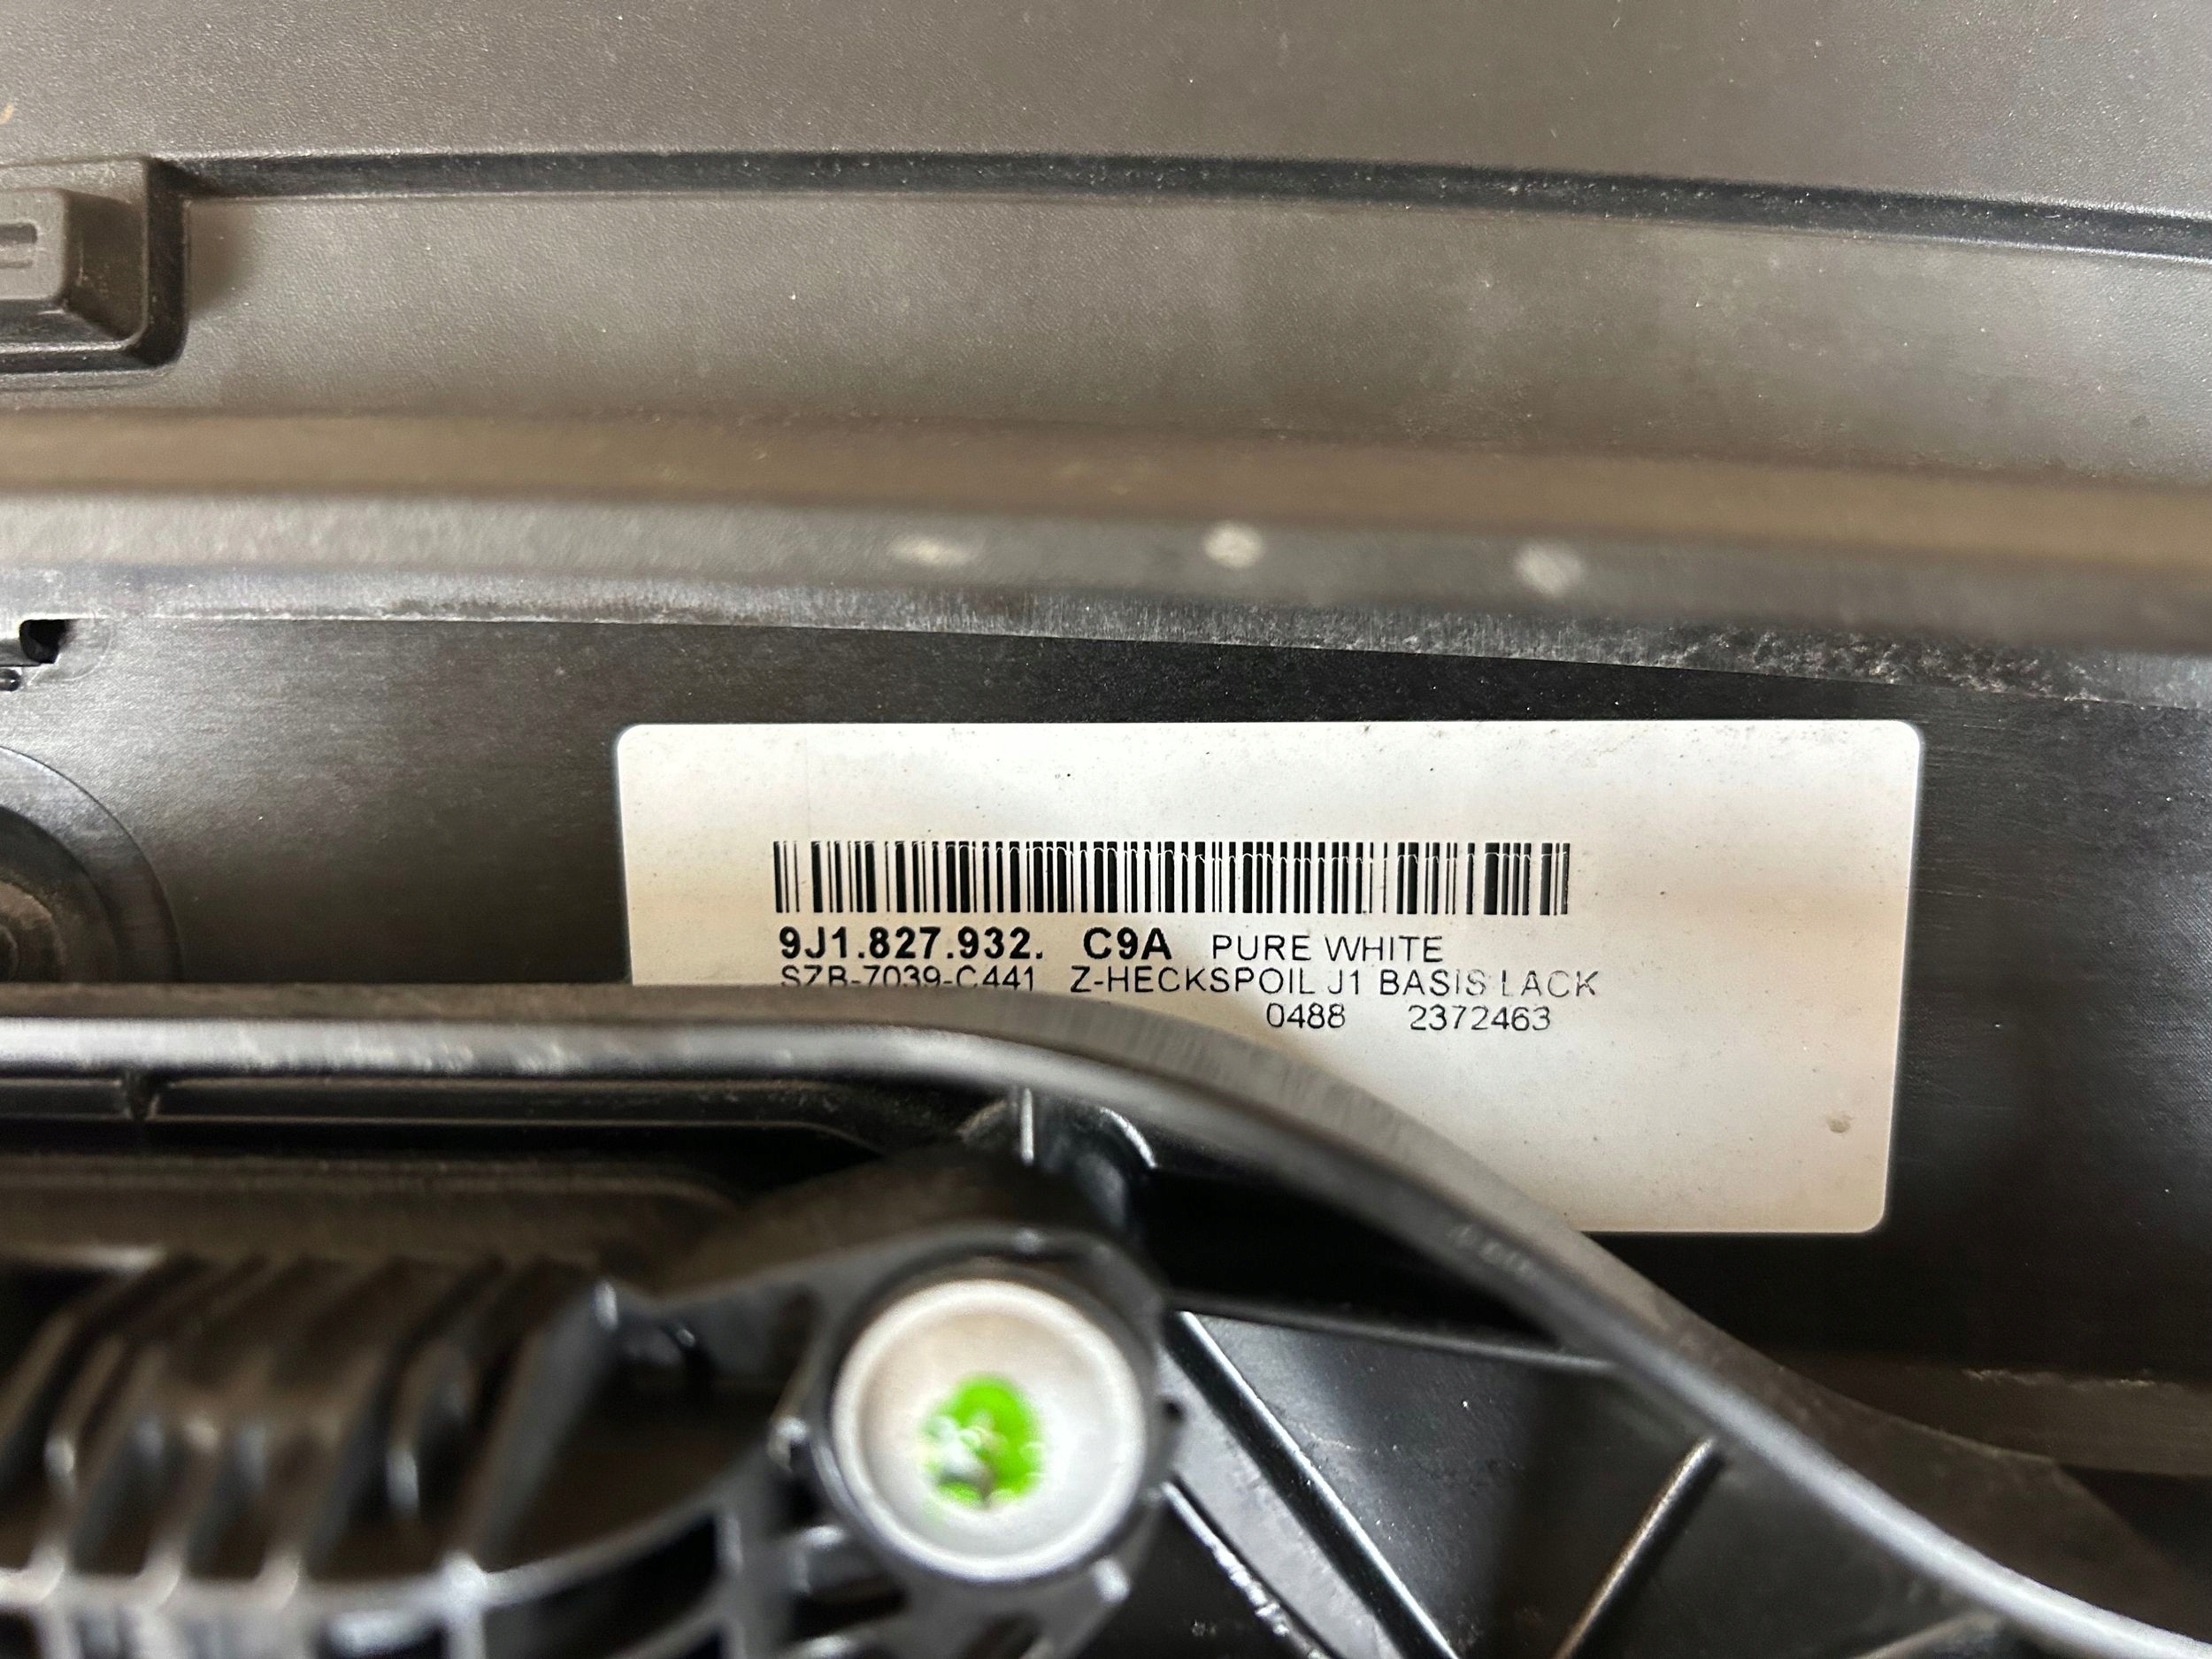 9J1.827.932. C9A PURE WHITE
SZB-7039-C441 Z-HECKSPOIL J1 BASIS LACK
0488 2372463